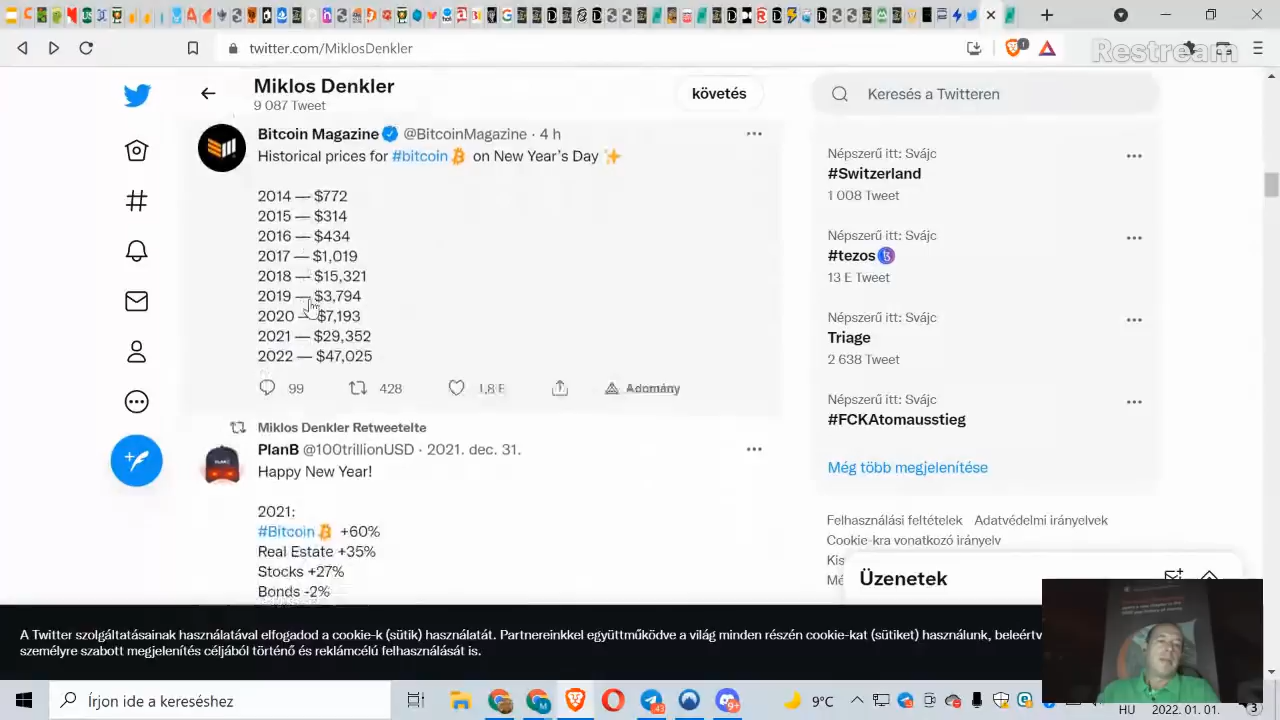 twitter.com/MiklosDenkler
1
Restream
Miklos Denkler
9 087 Tweet
követés
Keresés a Twitteren
Bitcoin Magazine @BitcoinMagazine · 4 h
Historical prices for #bitcoin on New Year's Day ✨
2014 — $772
2015 — $314
2016 — $434
2017 — $1,019
2018 — $15,321
2019 — $3,794
2020 — $7,193
2021 — $29,352
2022 — $47,025
99 428 1,8 E Adomány
Miklos Denkler Retweetelte
PlanB @100trillionUSD · 2021. dec. 31.
Happy New Year!
2021:
#Bitcoin +60%
Real Estate +35%
Stocks +27%
Bonds -2%
Népszerű itt: Svájc
#Switzerland
1 008 Tweet
Népszerű itt: Svájc
#tezos
13 E Tweet
Népszerű itt: Svájc
Triage
2 638 Tweet
Népszerű itt: Svájc
#FCKAtomausstieg
Még több megjelenítése
Felhasználási feltételek Adatvédelmi irányelvek
Cookie-kra vonatkozó irányelv
Üzenetek
A Twitter szolgáltatásainak használatával elfogadod a cookie-k (sütik) használatát. Partnereinkkel együttműködve a világ minden részén cookie-kat (sütiket) használunk, beleértv
személyre szabott megjelenítés céljából történő és reklámcélú felhasználását is.
Írjon ide a kereséshez
9°C
HU 2022. 01. 01.